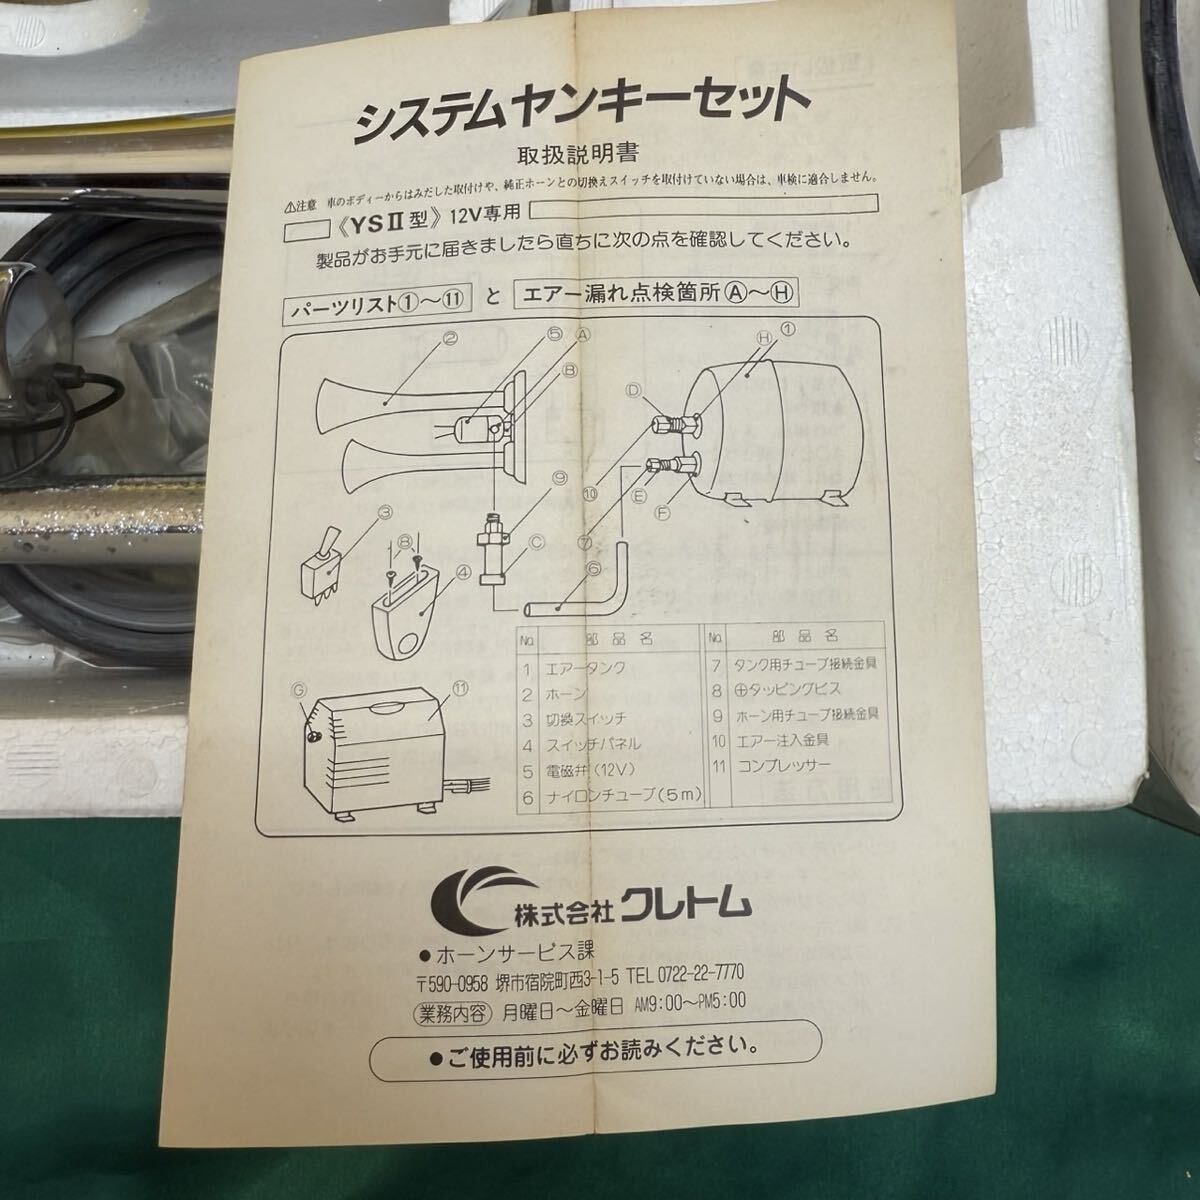 システムヤンキーセット
取扱説明書
⚠注意 車のボディーからはみだした取付けや、純正ホーンとの切換えスイッチを取付けていない場合は、車検に適合しません。
《YSⅡ型》12V専用
製品がお手元に届きましたら直ちに次の点を確認してください。
パーツリスト①〜⑪ と エアー漏れ点検箇所Ⓐ〜Ⓗ
② ⑤ Ⓐ Ⓑ Ⓗ ①
Ⓓ
⑨ ⑩ Ⓔ Ⓕ
③ ⑧ Ⓒ ⑦
④ ⑥
Ⓖ ⑪
No. 部品名 No. 部品名
1 エアータンク 7 タンク用チューブ接続金具
2 ホーン 8 ⊕タッピングビス
3 切換スイッチ 9 ホーン用チューブ接続金具
4 スイッチパネル 10 エアー注入金具
5 電磁弁(12V) 11 コンプレッサー
6 ナイロンチューブ(5m)
株式会社クレトム
●ホーンサービス課
〒590-0958 堺市宿院町西3-1-5 TEL 0722-22-7770
業務内容 月曜日〜金曜日 AM9:00〜PM5:00
●ご使用前に必ずお読みください。